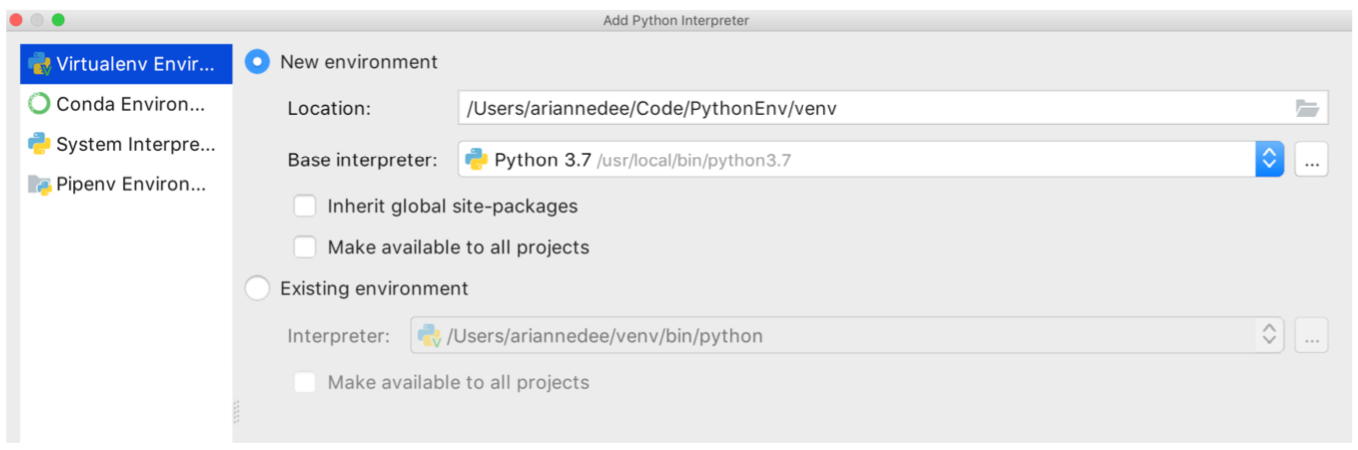 Add Python Interpreter
Virtualenv Envir...
Conda Environ...
System Interpre...
Pipenv Environ...
New environment
Location: /Users/ariannedee/Code/PythonEnv/venv
Base interpreter: Python 3.7 /usr/local/bin/python3.7 ...
Inherit global site-packages
Make available to all projects
Existing environment
Interpreter: /Users/ariannedee/venv/bin/python ...
Make available to all projects